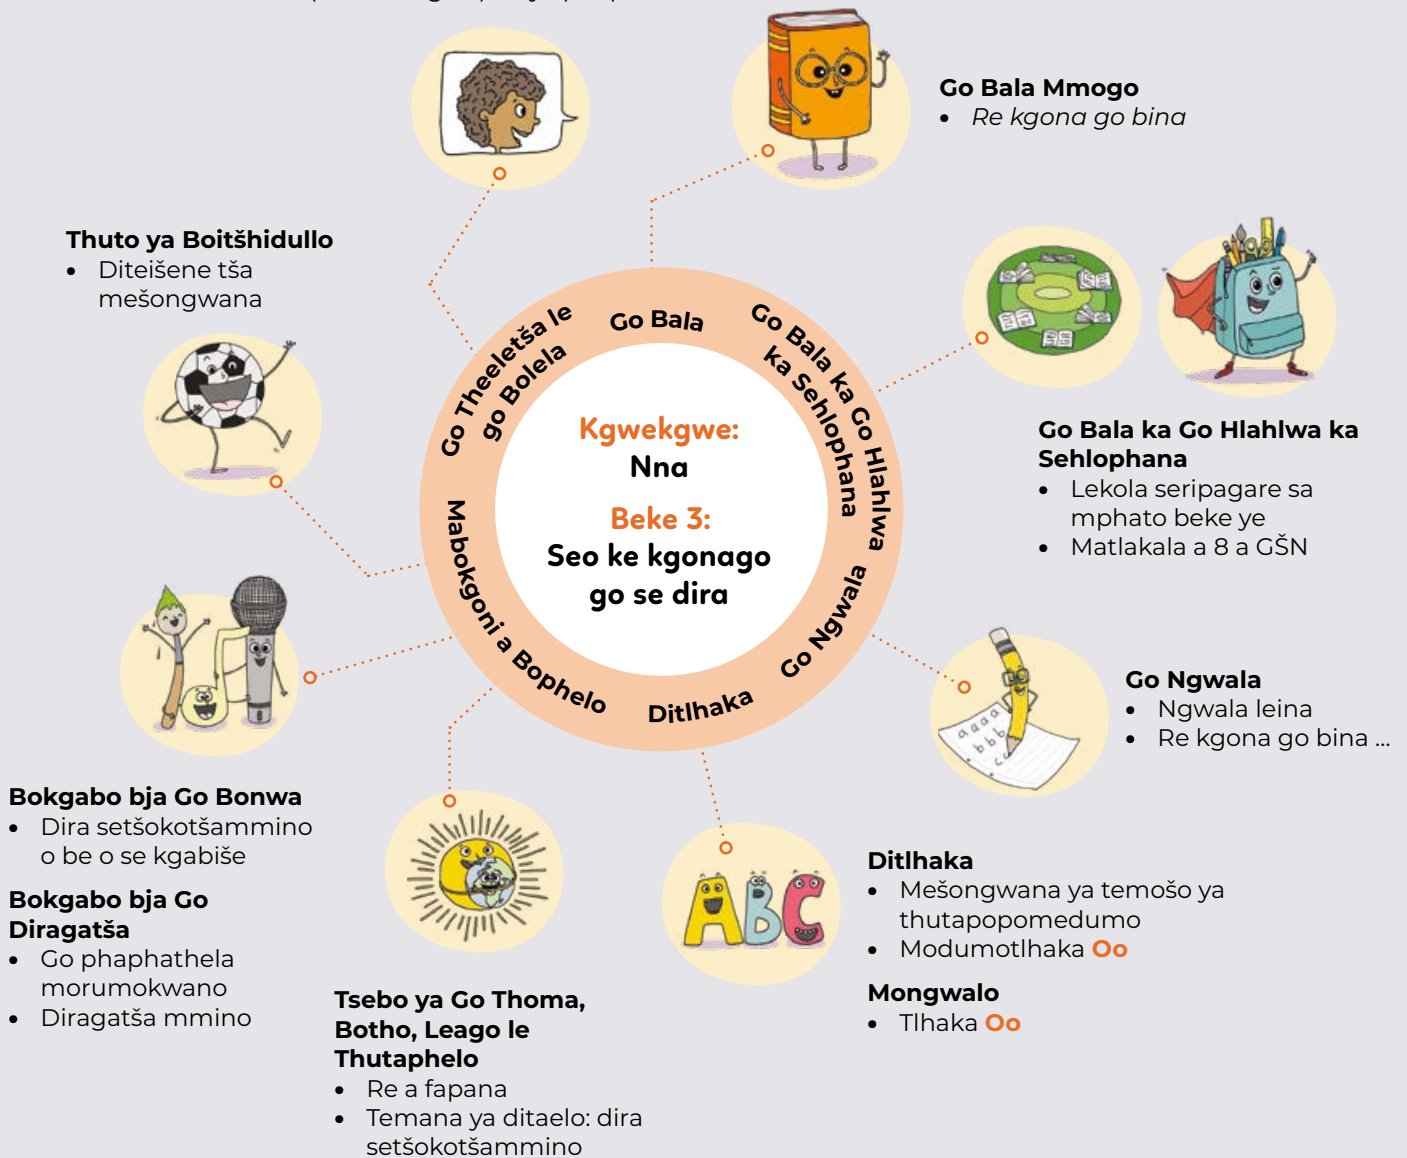 Go Bala Mmogo
• Re kgona go bina
Thuto ya Boitšhidullo
• Diteišene tša
mešongwana
Go Theeletša le
go Bolela
Go Bala
Go Bala ka Go Hlahlwa
ka Sehlophana
Go Ngwala
Ditlhaka
Mabokgoni a Bophelo
Kgwekgwe:
Nna
Beke 3:
Seo ke kgonago
go se dira
Go Bala ka Go Hlahlwa ka
Sehlophana
• Lekola seripagare sa
mphato beke ye
• Matlakala a 8 a GŠN
Go Ngwala
• Ngwala leina
• Re kgona go bina ...
a a a a
b b b
c c
Bokgabo bja Go Bonwa
• Dira setšokotšammino
o be o se kgabiše
Bokgabo bja Go
Diragatša
• Go phaphathela
morumokwano
• Diragatša mmino
Tsebo ya Go Thoma,
Botho, Leago le
Thutaphelo
• Re a fapana
• Temana ya ditaelo: dira
setšokotšammino
ABC
Ditlhaka
• Mešongwana ya temošo ya
thutapopomedumo
• Modumotlhaka Oo
Mongwalo
• Tlhaka Oo